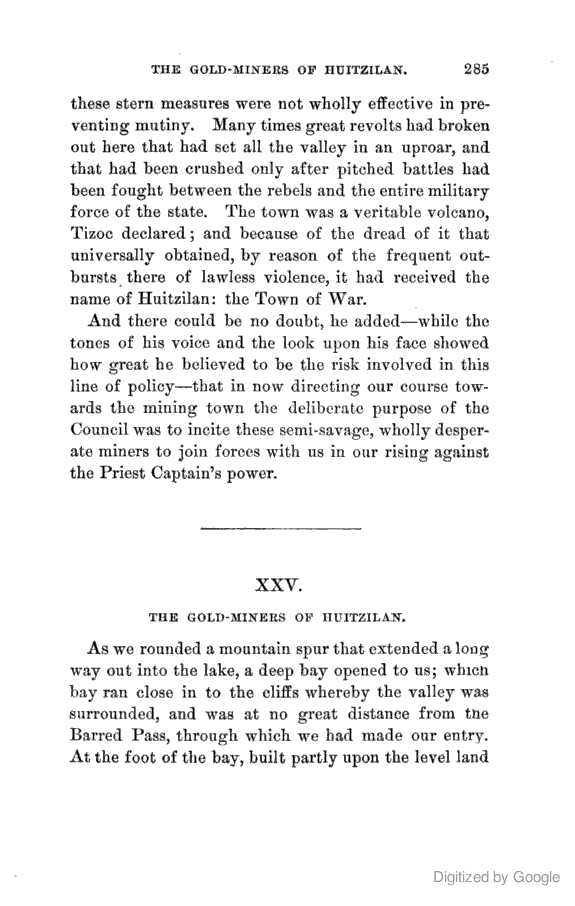 THE GOLD-MINERS OF HUITZILAN. 285
these stern measures were not wholly effective in pre-
venting mutiny. Many times great revolts had broken
out here that had set all the valley in an uproar, and
that had been crushed only after pitched battles had
been fought between the rebels and the entire military
force of the state. The town was a veritable volcano,
Tizoc declared; and because of the dread of it that
universally obtained, by reason of the frequent out-
bursts there of lawless violence, it had received the
name of Huitzilan: the Town of War.
And there could be no doubt, he added—while the
tones of his voice and the look upon his face showed
how great he believed to be the risk involved in this
line of policy—that in now directing our course tow-
ards the mining town the deliberate purpose of the
Council was to incite these semi-savage, wholly desper-
ate miners to join forces with us in our rising against
the Priest Captain's power.
XXV.
THE GOLD-MINERS OF HUITZILAN.
As we rounded a mountain spur that extended a long
way out into the lake, a deep bay opened to us; which
bay ran close in to the cliffs whereby the valley was
surrounded, and was at no great distance from the
Barred Pass, through which we had made our entry.
At the foot of the bay, built partly upon the level land
Digitized by Google